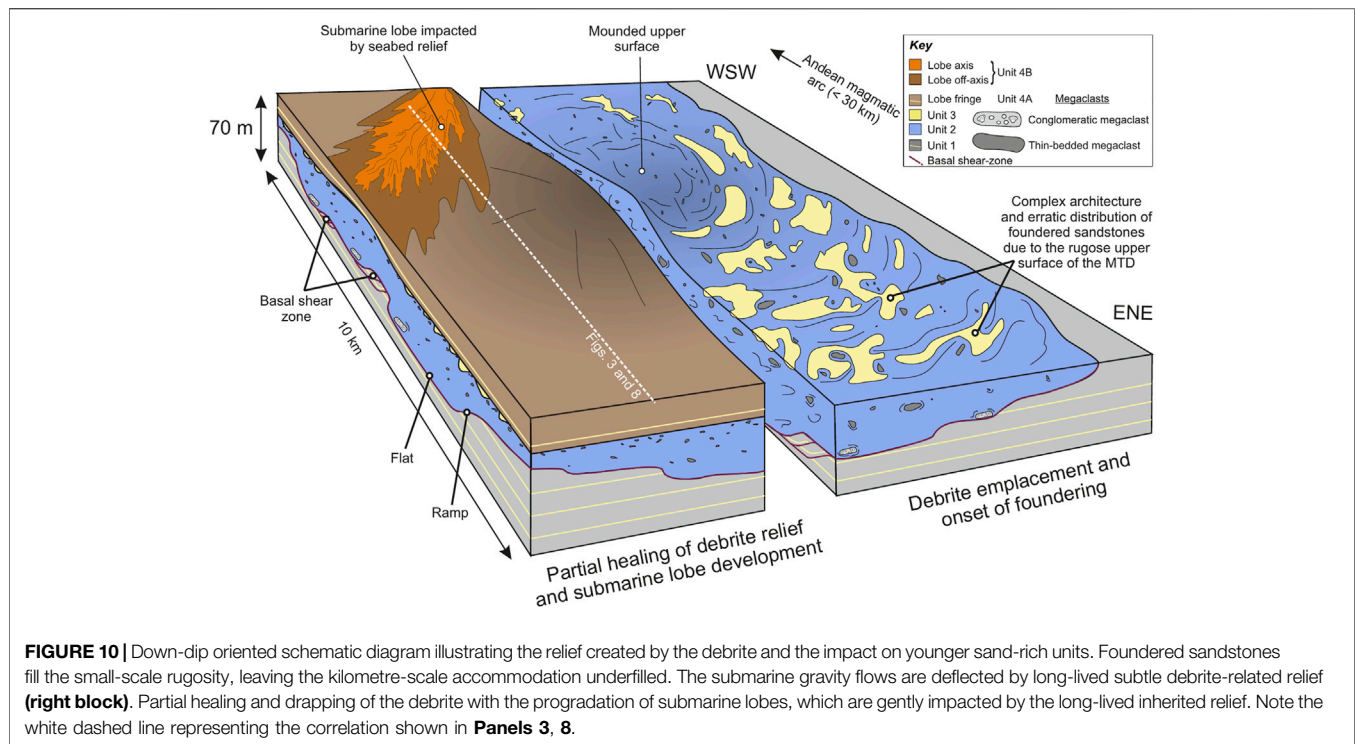 Submarine lobe impacted
by seabed relief
Mounded upper
surface
WSW
Andean magmatic
arc (< 30 km)
Key
Lobe axis
Lobe off-axis
Unit 4B
Lobe fringe
Unit 4A
Megaclasts
Unit 3
Conglomeratic megaclast
Unit 2
Unit 1
Thin-bedded megaclast
Basal shear-zone
70 m
Complex architecture
and erratic distribution of
foundered sandstones
due to the rugose upper
surface of the MTD
ENE
Basal shear
zone
10 km
Figs. 3 and 8
Flat
Ramp
Debrite emplacement and
onset of foundering
Partial healing of debrite relief
and submarine lobe development
FIGURE 10 | Down-dip oriented schematic diagram illustrating the relief created by the debrite and the impact on younger sand-rich units. Foundered sandstones
fill the small-scale rugosity, leaving the kilometre-scale accommodation underfilled. The submarine gravity flows are deflected by long-lived subtle debrite-related relief
(right block). Partial healing and drapping of the debrite with the progradation of submarine lobes, which are gently impacted by the long-lived inherited relief. Note the
white dashed line representing the correlation shown in Panels 3, 8.